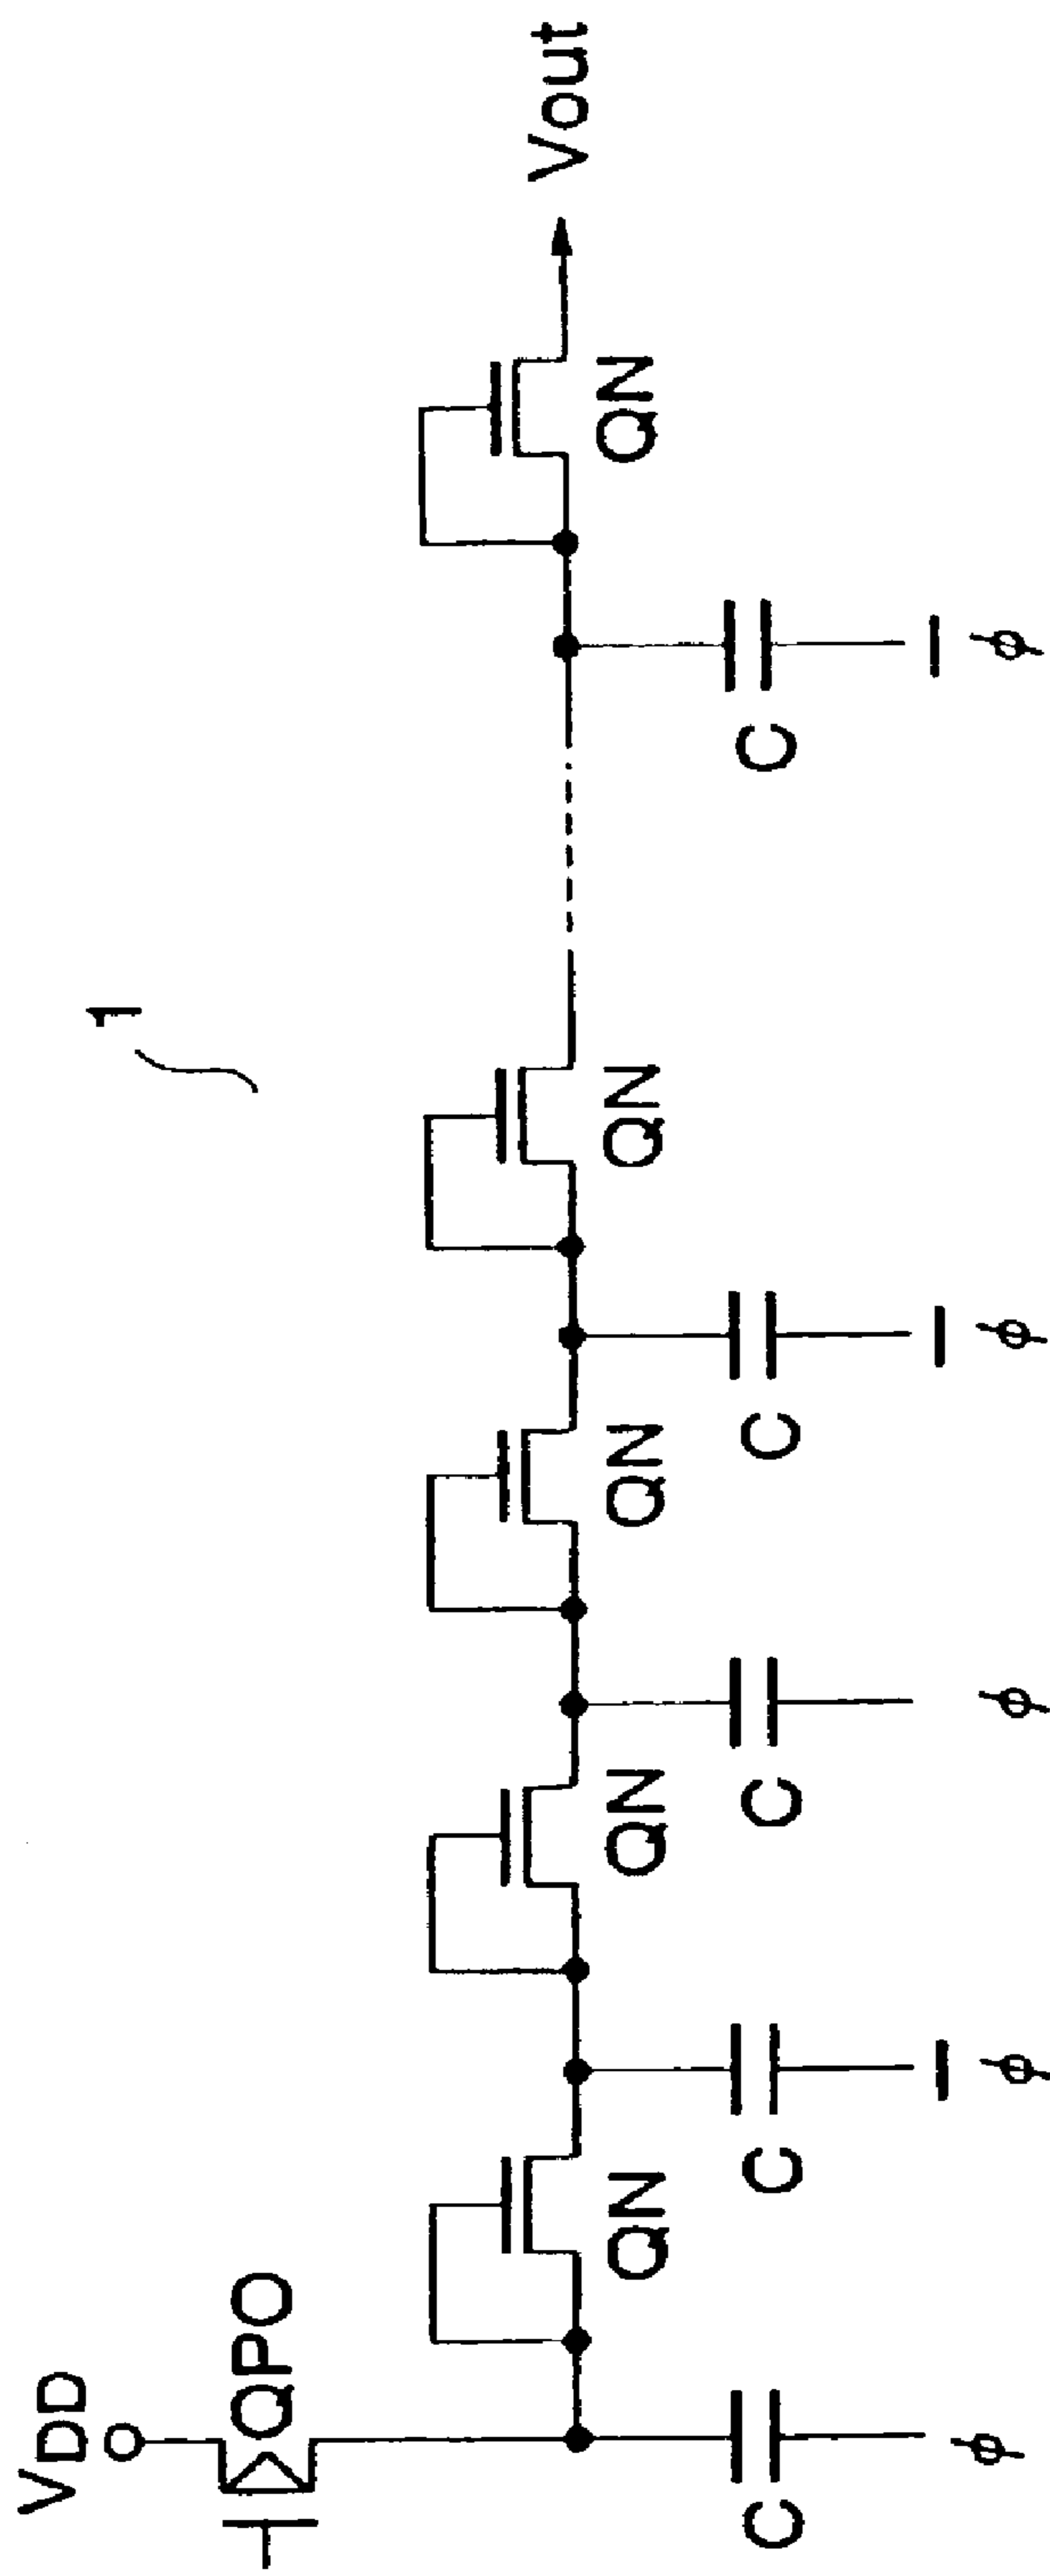 VDD
1
QPO
Vout
QN QN QN QN QN
C C C C C
ϕ ϕ̅ ϕ ϕ̅ ϕ̅